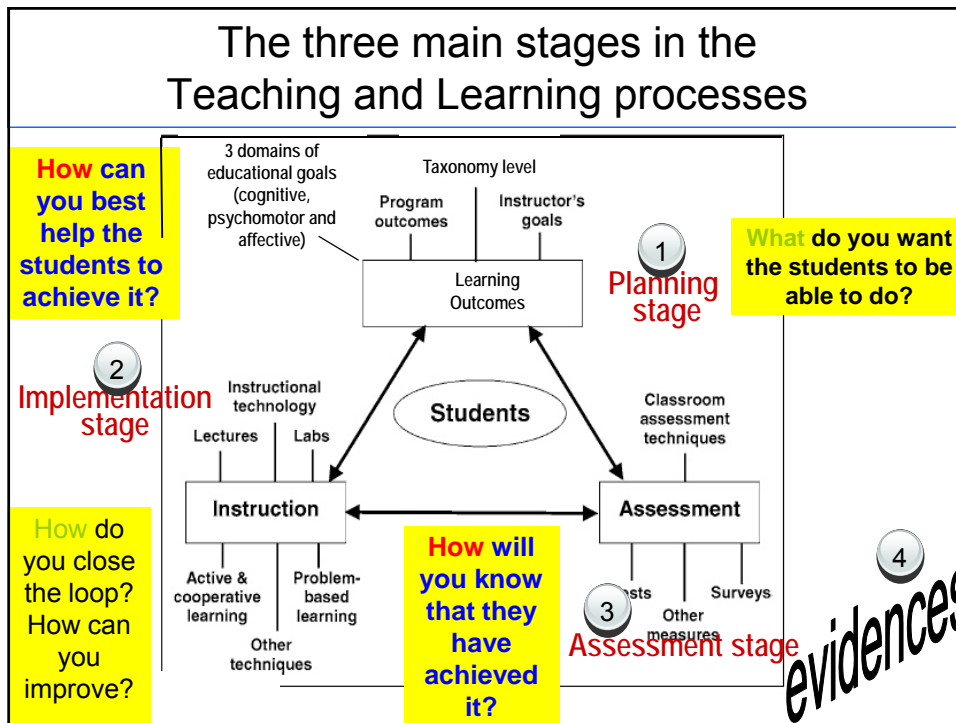 The three main stages in the
Teaching and Learning processes
How can
you best
help the
students to
achieve it?
3 domains of
educational goals
(cognitive,
psychomotor and
affective)
Taxonomy level
Program
outcomes
Instructor's
goals
Learning
Outcomes
1
Planning
stage
What do you want
the students to be
able to do?
2
Implementation
stage
Instructional
technology
Lectures
Labs
Students
Classroom
assessment
techniques
Instruction
Assessment
Active &
cooperative
learning
Problem-
based
learning
Other
techniques
How do
you close
the loop?
How can
you
improve?
How will
you know
that they
have
achieved
it?
3
Other
measures
Surveys
Assessment stage
4
evidences